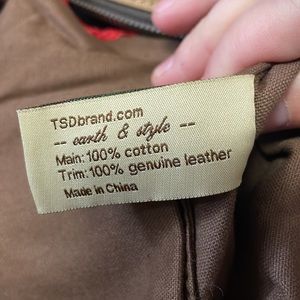 TSDbrand.com
-- earth & style --
Main: 100% cotton
Trim: 100% genuine leather
Made in China